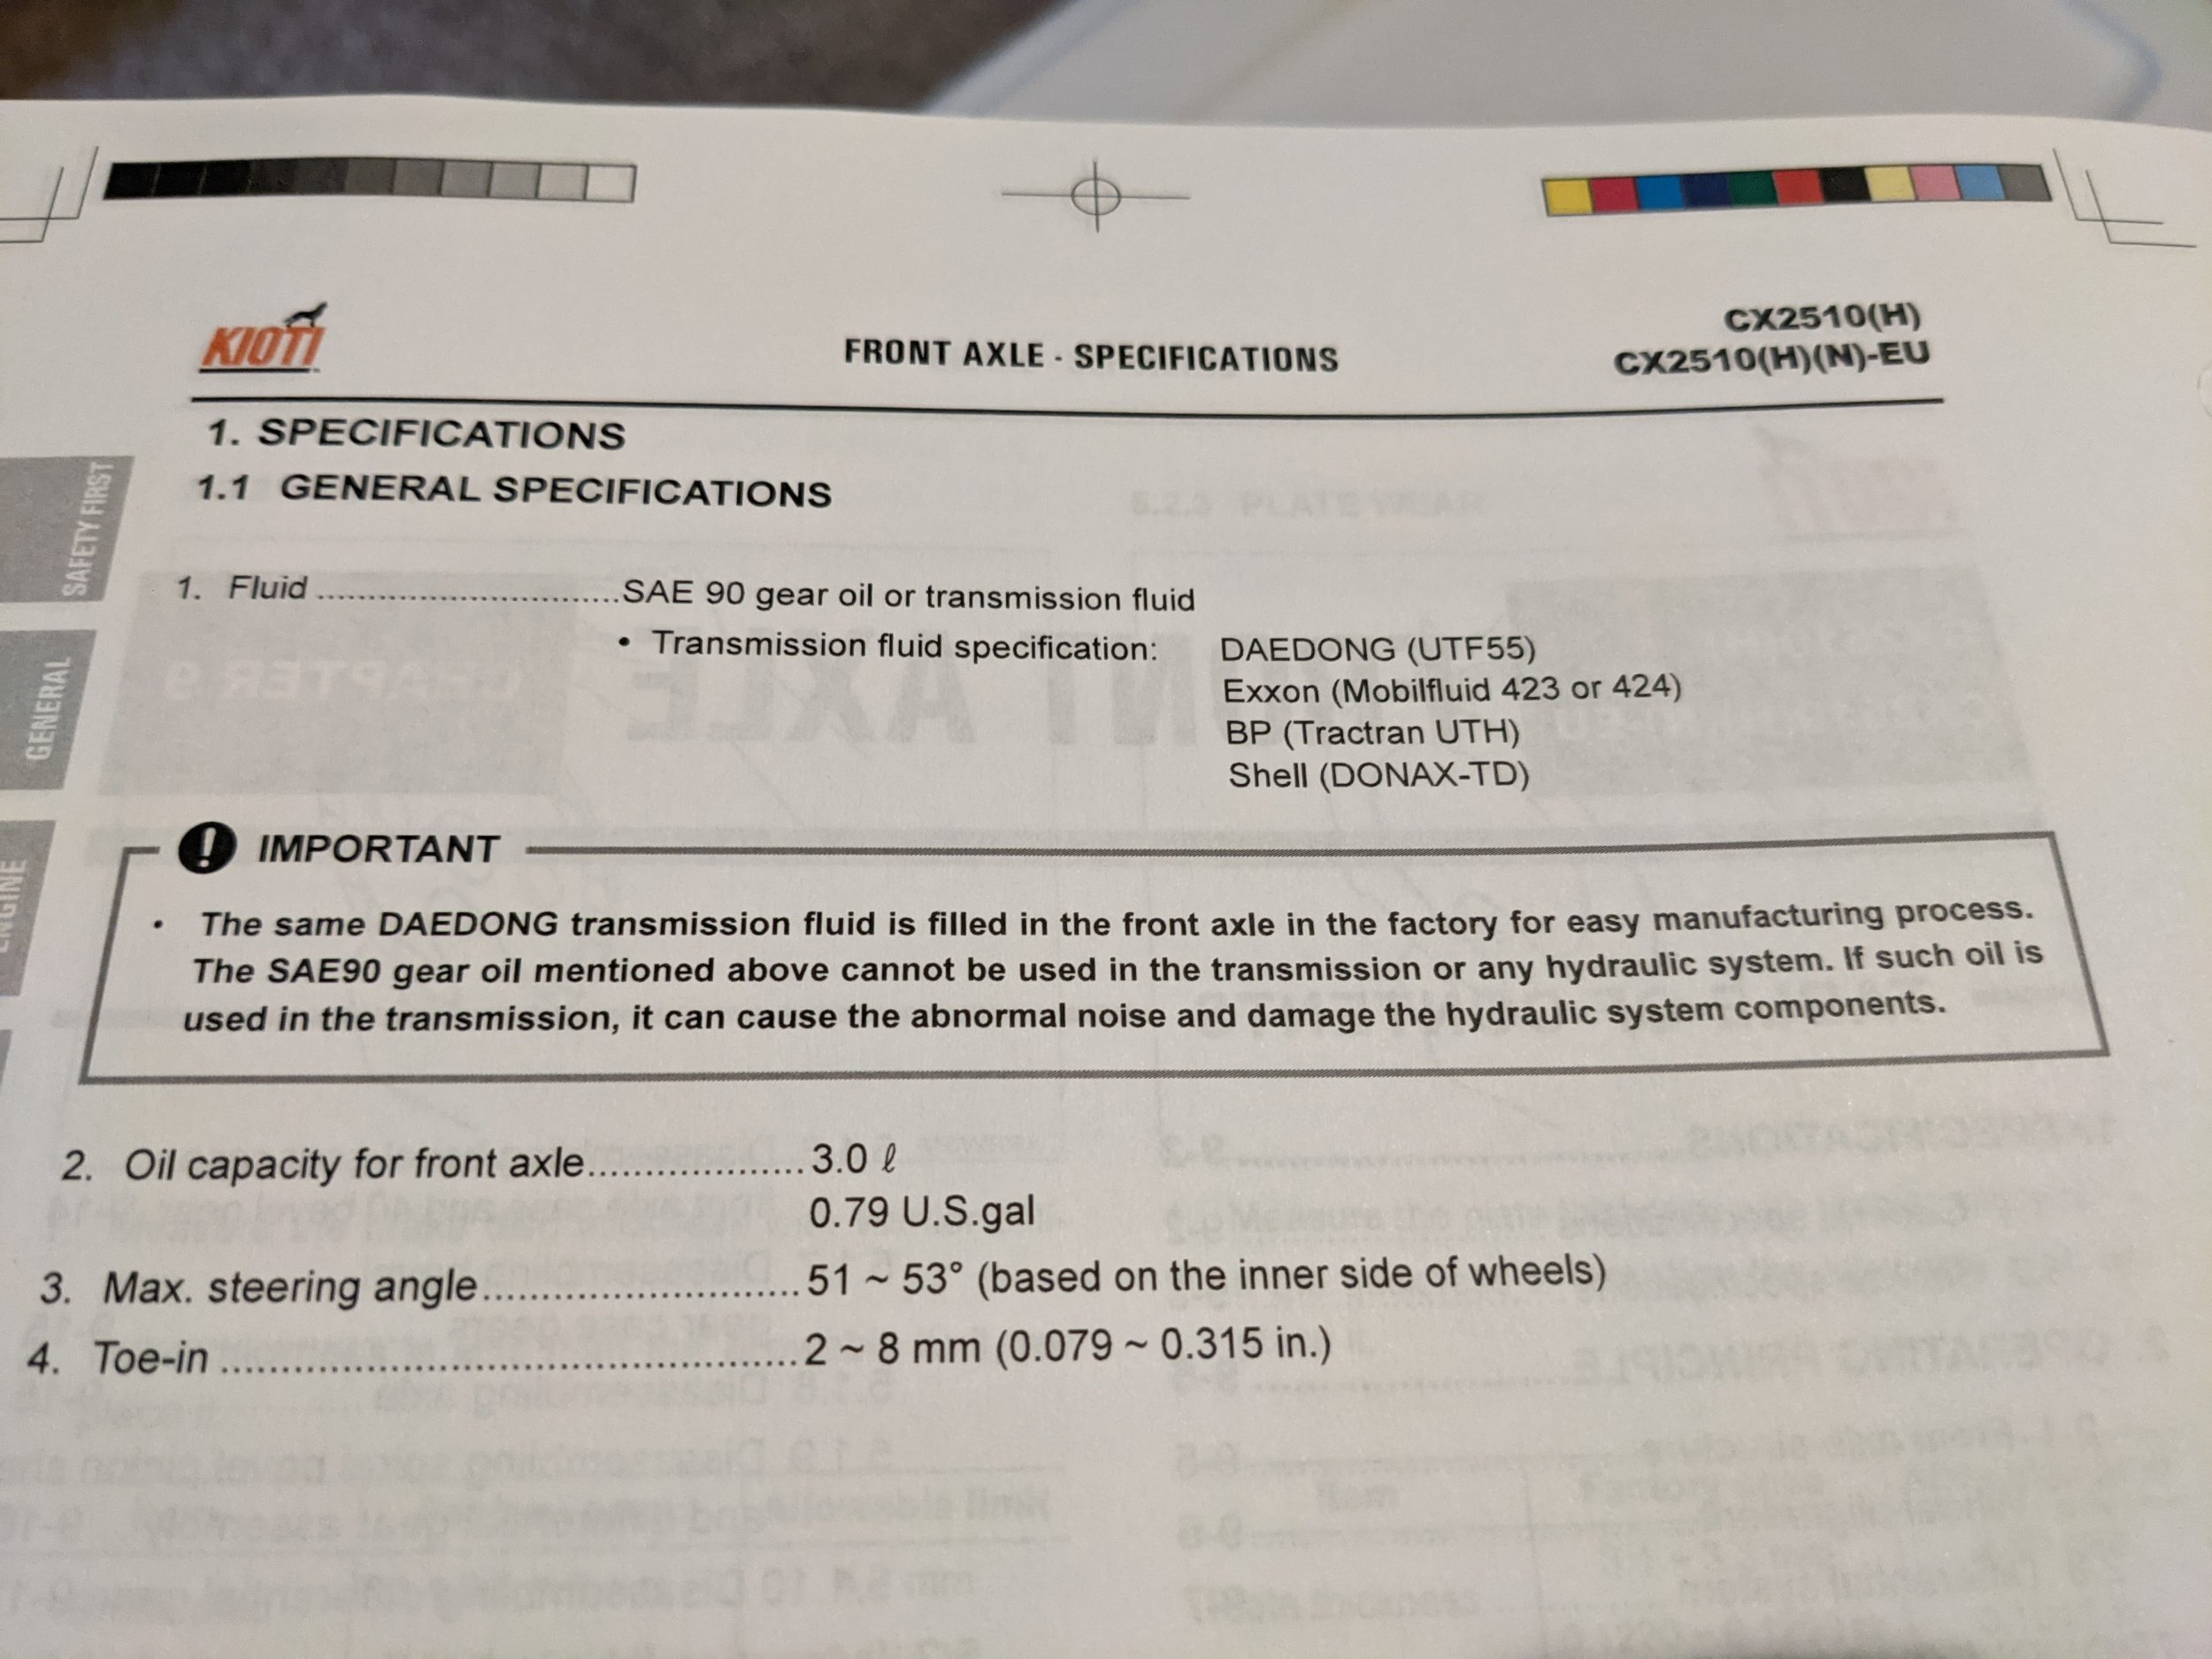 KIOTI
FRONT AXLE - SPECIFICATIONS
CX2510(H)
CX2510(H)(N)-EU
1. SPECIFICATIONS
1.1 GENERAL SPECIFICATIONS
SAFETY FIRST
GENERAL
ENGINE
1. Fluid ..............................SAE 90 gear oil or transmission fluid
• Transmission fluid specification: DAEDONG (UTF55)
Exxon (Mobilfluid 423 or 424)
BP (Tractran UTH)
Shell (DONAX-TD)
IMPORTANT
• The same DAEDONG transmission fluid is filled in the front axle in the factory for easy manufacturing process.
The SAE90 gear oil mentioned above cannot be used in the transmission or any hydraulic system. If such oil is
used in the transmission, it can cause the abnormal noise and damage the hydraulic system components.
2. Oil capacity for front axle...................3.0 ℓ
0.79 U.S.gal
3. Max. steering angle...........................51 ~ 53° (based on the inner side of wheels)
4. Toe-in ................................................2 ~ 8 mm (0.079 ~ 0.315 in.)